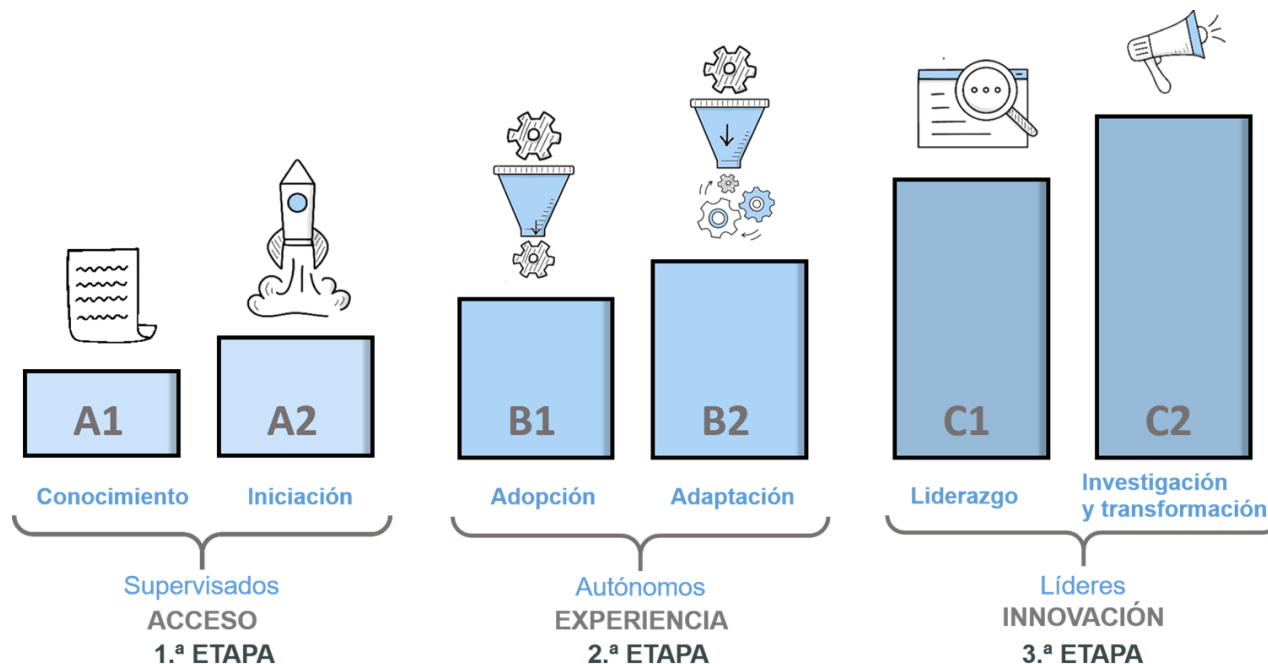 A1
A2
B1
B2
C1
C2
Conocimiento
Iniciación
Adopción
Adaptación
Liderazgo
Investigación
y transformación
Supervisados
ACCESO
1.ª ETAPA
Autónomos
EXPERIENCIA
2.ª ETAPA
Líderes
INNOVACIÓN
3.ª ETAPA